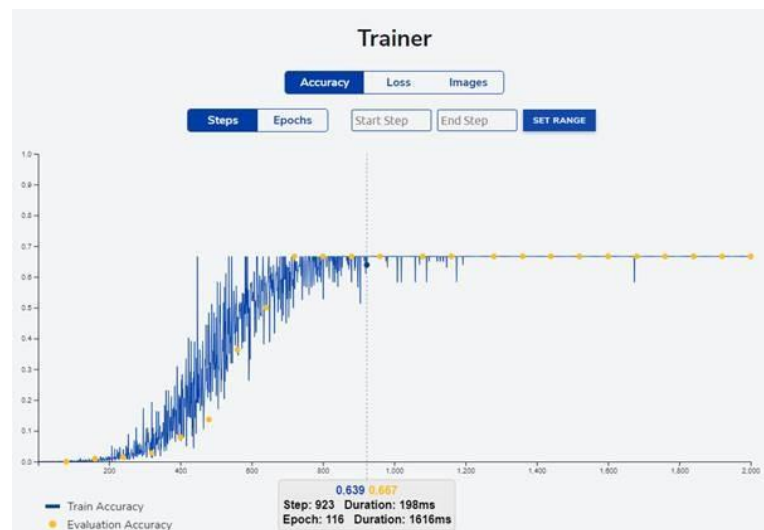 Trainer
Accuracy Loss Images
Steps Epochs Start Step End Step SET RANGE
1.0
0.9
0.8
0.7
0.6
0.5
0.4
0.3
0.2
0.1
0.0
200 400 600 800 1,000 1,200 1,400 1,600 1,800 2,000
0.639 0.667
Step: 923 Duration: 198ms
Epoch: 116 Duration: 1616ms
Train Accuracy
Evaluation Accuracy